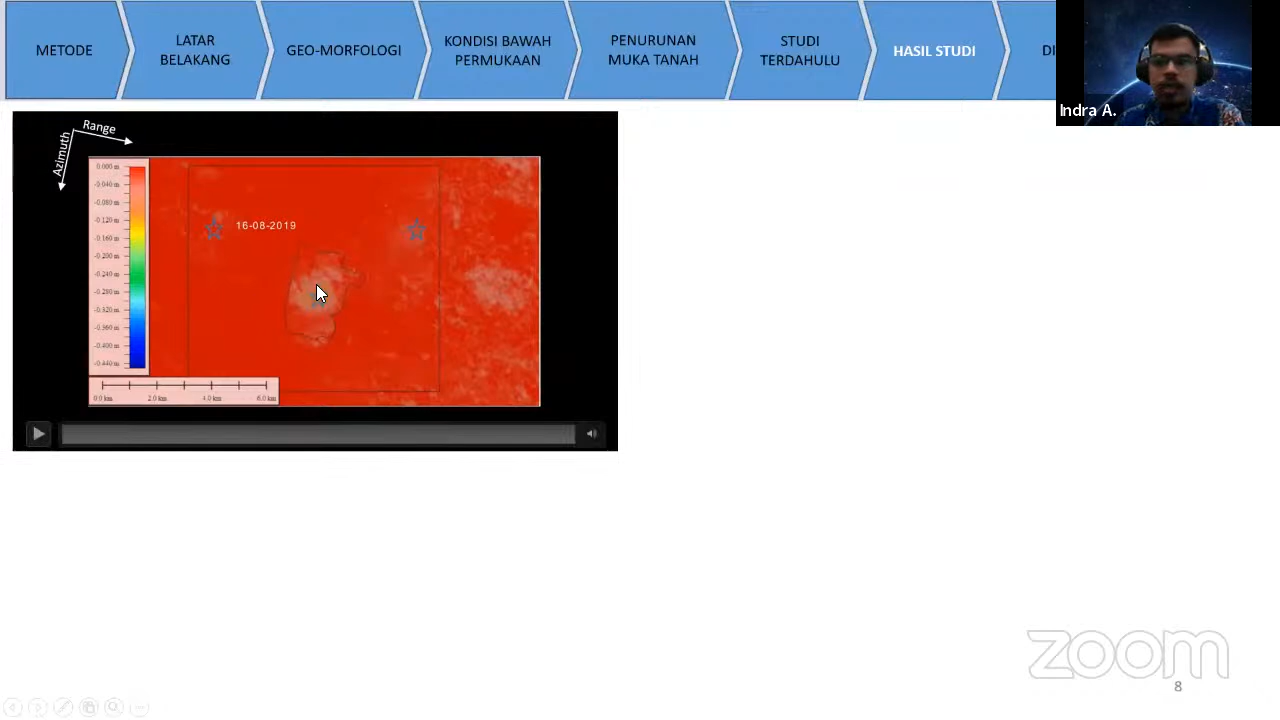 METODE
LATAR
BELAKANG
GEO-MORFOLOGI
KONDISI BAWAH
PERMUKAAN
PENURUNAN
MUKA TANAH
STUDI
TERDAHULU
HASIL STUDI
DI
Indra A.
Range
Azimuth
0.000 m
-0.040 m
-0.080 m
-0.120 m
-0.160 m
-0.200 m
-0.240 m
-0.280 m
-0.320 m
-0.360 m
-0.400 m
-0.440 m
16-08-2019
0.0 km
2.0 km
4.0 km
6.0 km
zoom
8